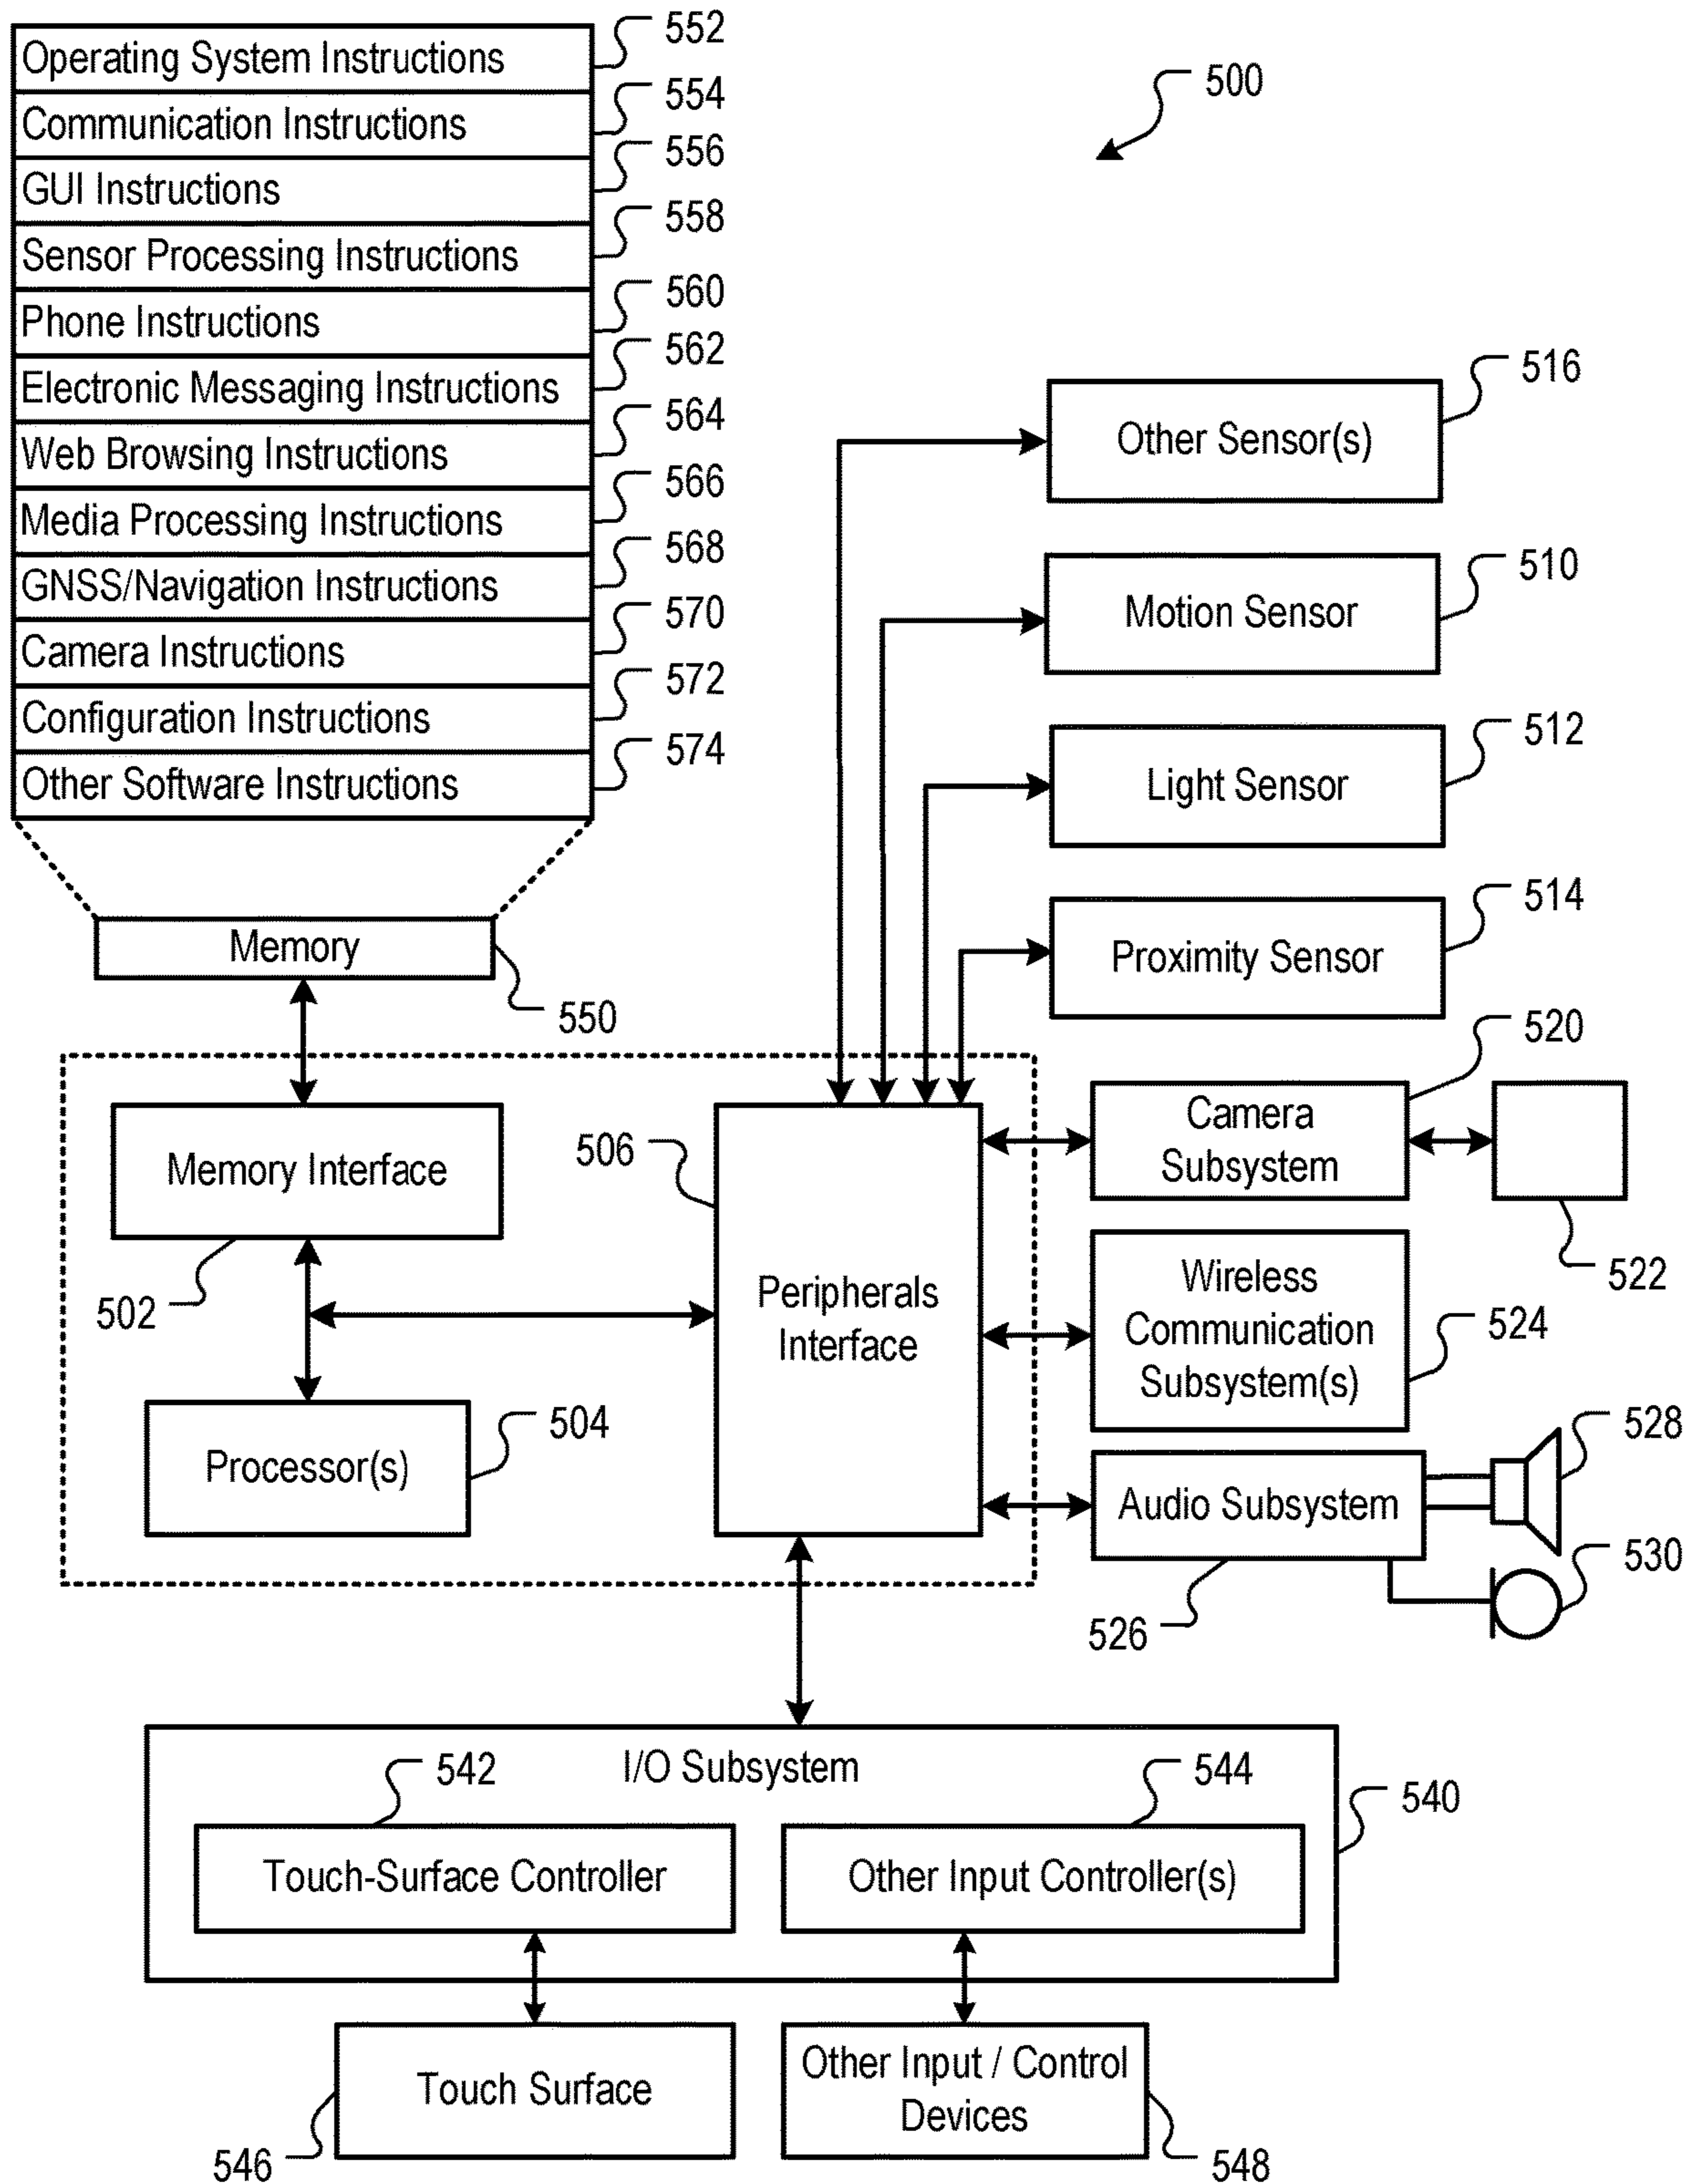 552
Operating System Instructions
500
554
Communication Instructions
556
GUI Instructions
558
Sensor Processing Instructions
560
Phone Instructions
562
Electronic Messaging Instructions
516
564
Other Sensor(s)
Web Browsing Instructions
566
Media Processing Instructions
568
510
GNSS/Navigation Instructions
570
Motion Sensor
Camera Instructions
572
Configuration Instructions
512
574
Other Software Instructions
Light Sensor
514
Memory
Proximity Sensor
550
520
Camera
Subsystem
506
Memory Interface
522
Wireless
Communication
Subsystem(s)
Peripherals
Interface
502
524
528
504
Processor(s)
Audio Subsystem
530
526
I/O Subsystem
542
544
540
Touch-Surface Controller
Other Input Controller(s)
Touch Surface
Other Input / Control
Devices
546
548